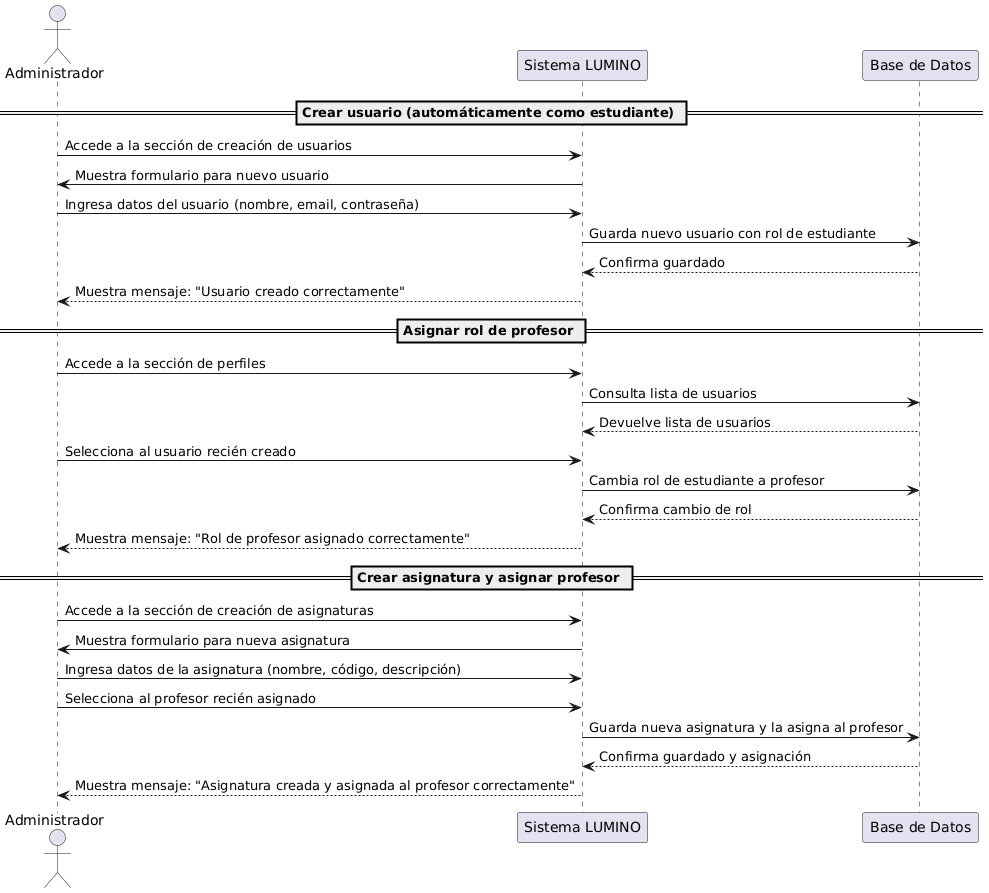 Administrador
Sistema LUMINO
Base de Datos
Crear usuario (automáticamente como estudiante)
Accede a la sección de creación de usuarios
Muestra formulario para nuevo usuario
Ingresa datos del usuario (nombre, email, contraseña)
Guarda nuevo usuario con rol de estudiante
Confirma guardado
Muestra mensaje: "Usuario creado correctamente"
Asignar rol de profesor
Accede a la sección de perfiles
Consulta lista de usuarios
Devuelve lista de usuarios
Selecciona al usuario recién creado
Cambia rol de estudiante a profesor
Confirma cambio de rol
Muestra mensaje: "Rol de profesor asignado correctamente"
Crear asignatura y asignar profesor
Accede a la sección de creación de asignaturas
Muestra formulario para nueva asignatura
Ingresa datos de la asignatura (nombre, código, descripción)
Selecciona al profesor recién asignado
Guarda nueva asignatura y la asigna al profesor
Confirma guardado y asignación
Muestra mensaje: "Asignatura creada y asignada al profesor correctamente"
Administrador
Sistema LUMINO
Base de Datos